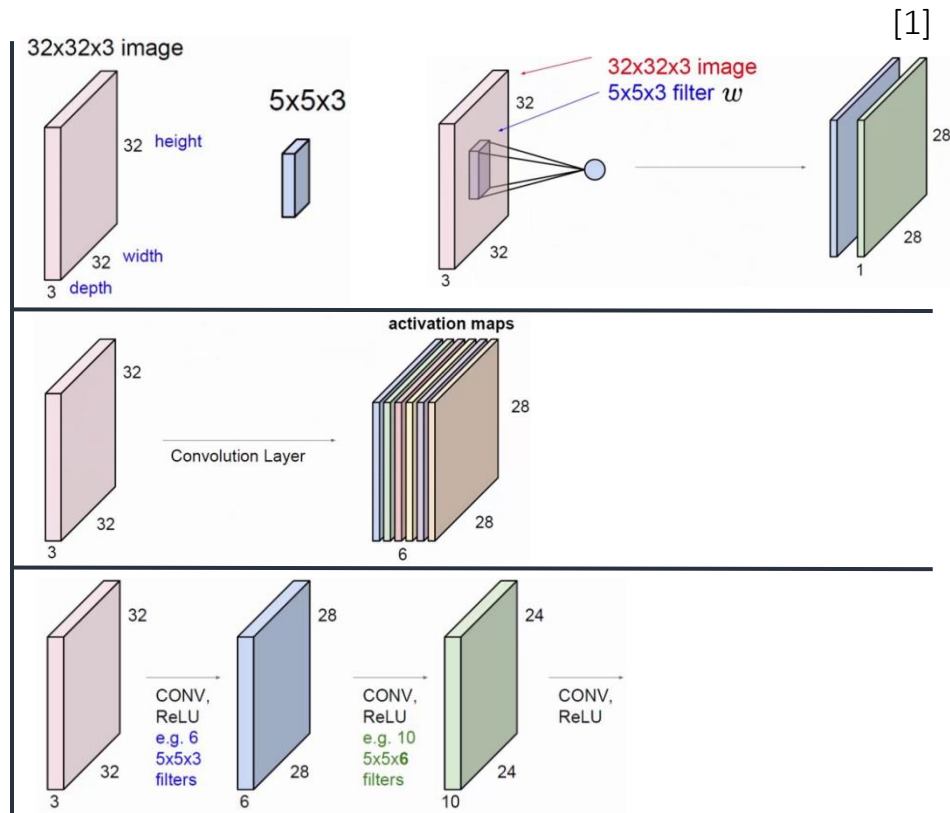 [1]
32x32x3 image
32 height
32 width
3 depth
5x5x3
32x32x3 image
5x5x3 filter w
32
32
3
28
28
1
activation maps
32
32
3
Convolution Layer
28
28
6
32
32
3
CONV,
ReLU
e.g. 6
5x5x3
filters
28
28
6
CONV,
ReLU
e.g. 10
5x5x6
filters
24
24
10
CONV,
ReLU